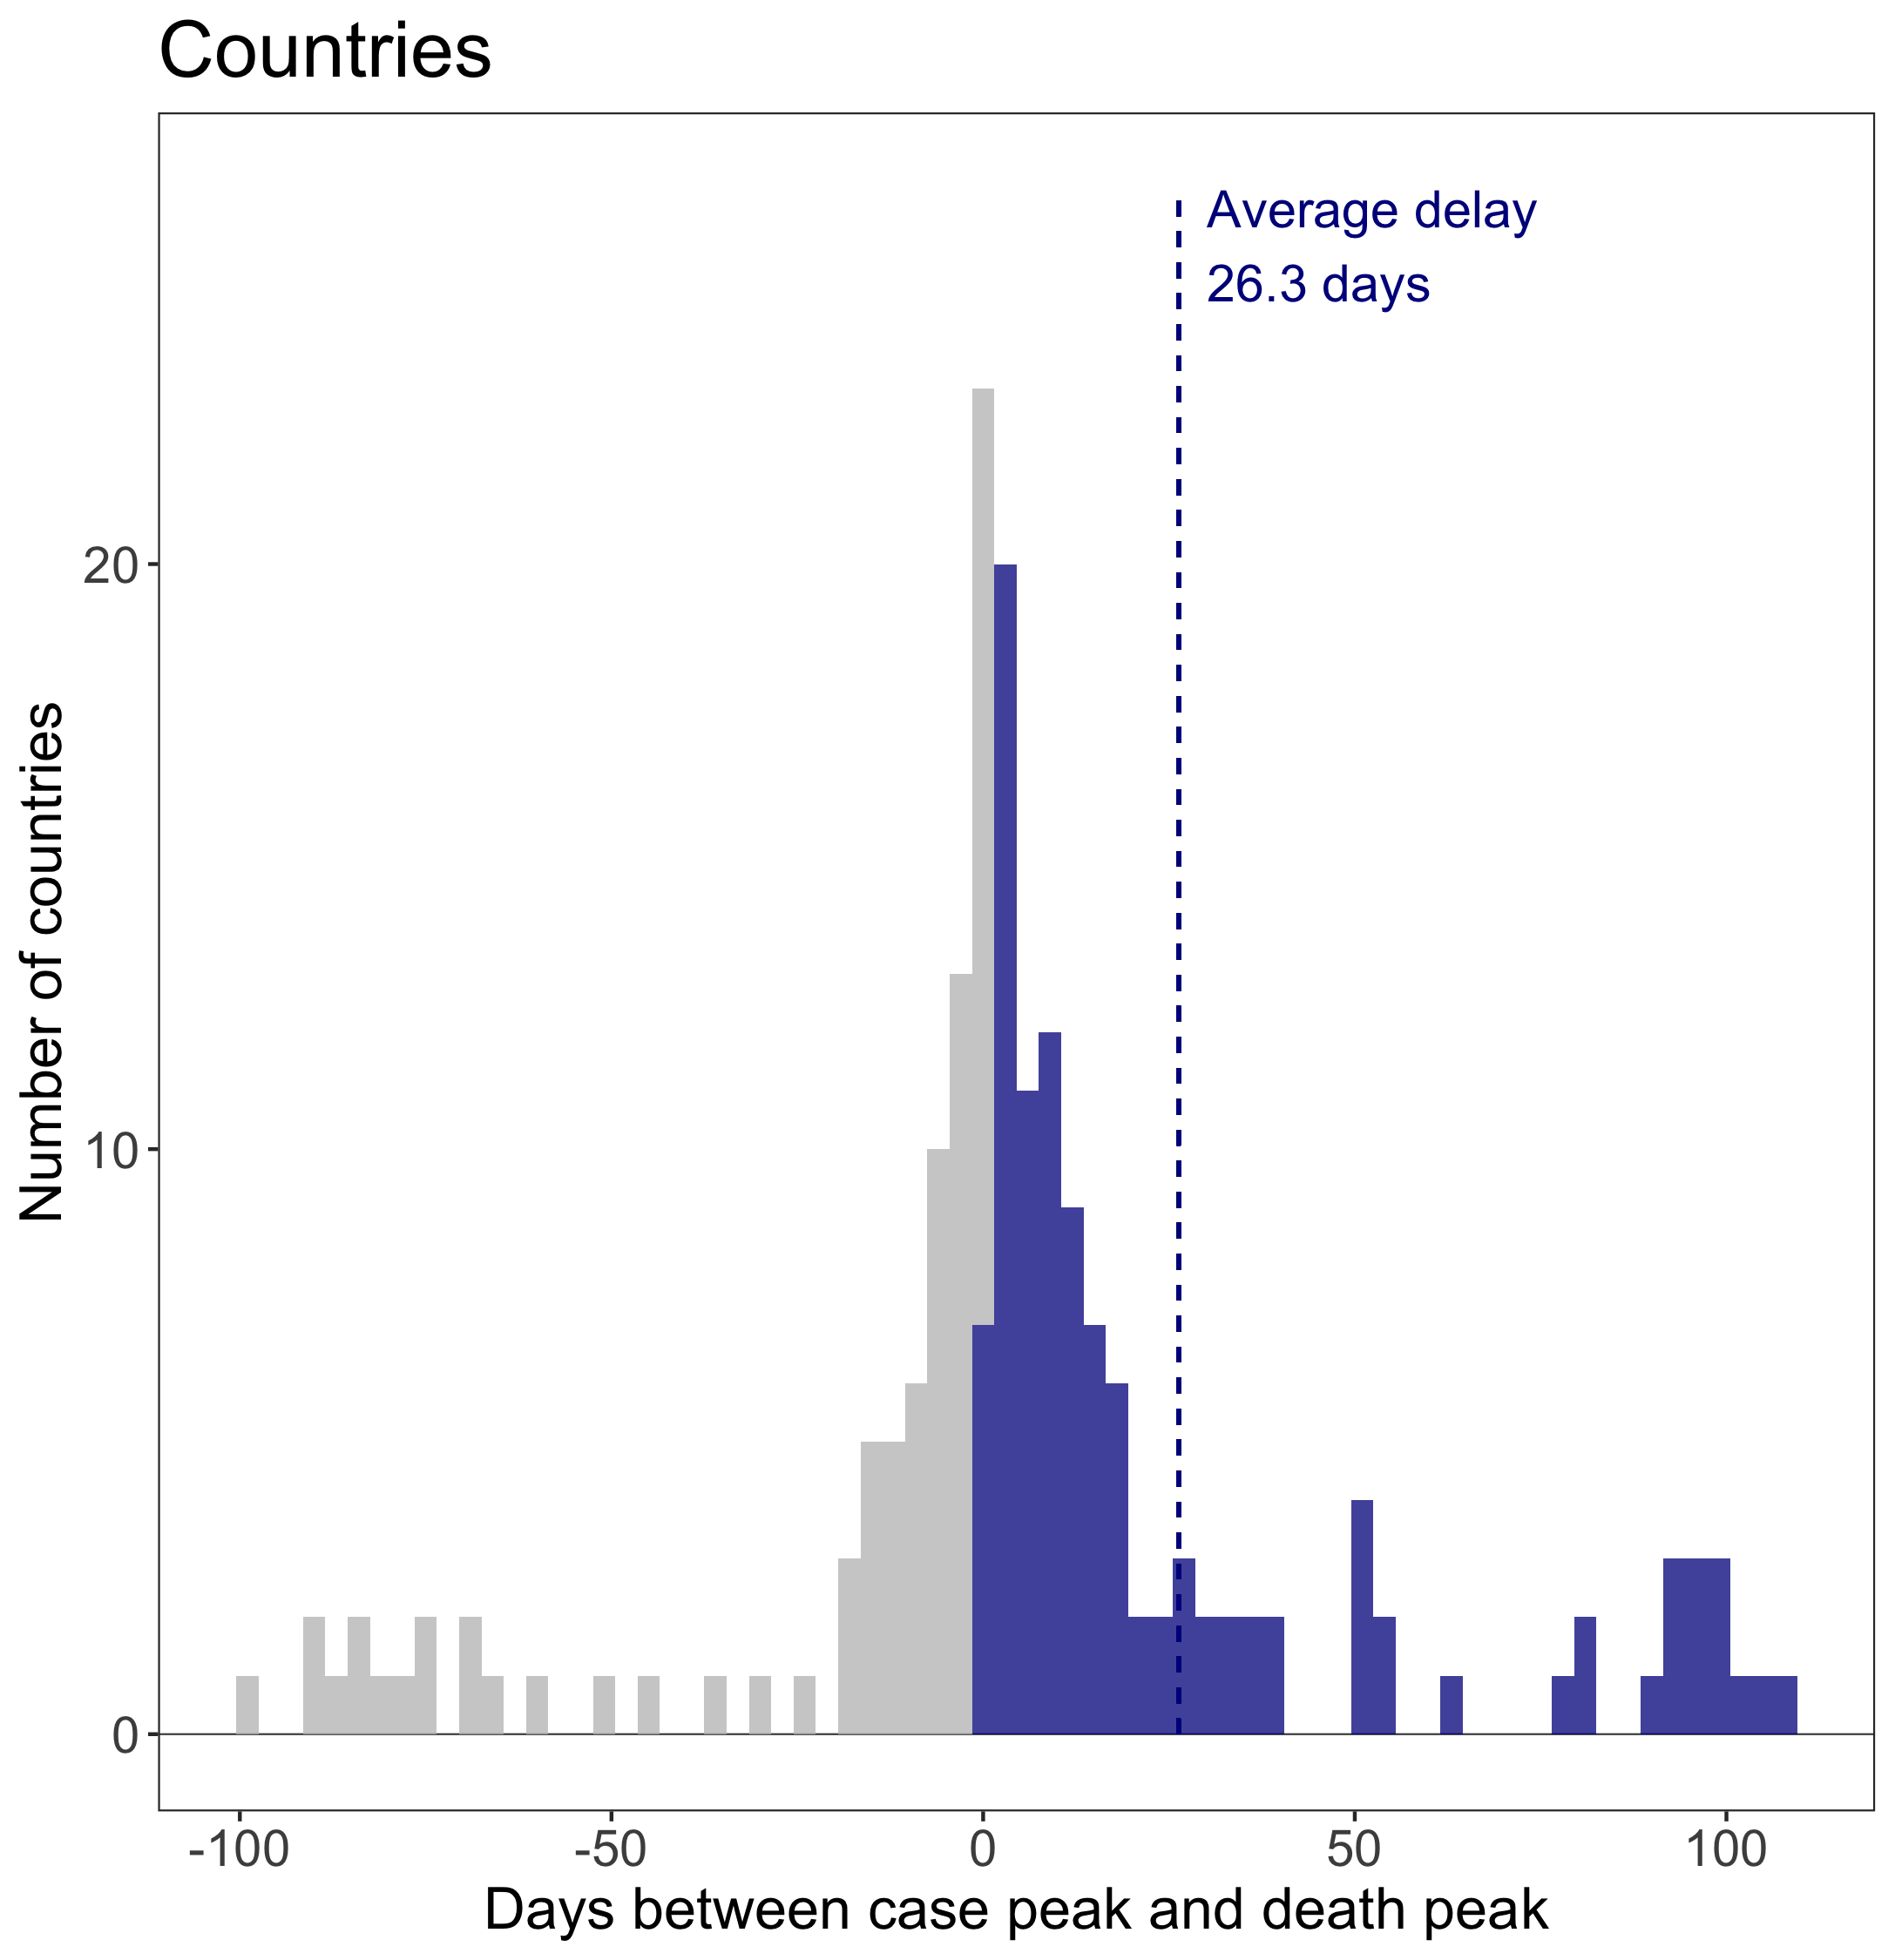 Countries
Average delay
26.3 days
Number of countries
20
10
0
-100
-50
0
50
100
Days between case peak and death peak